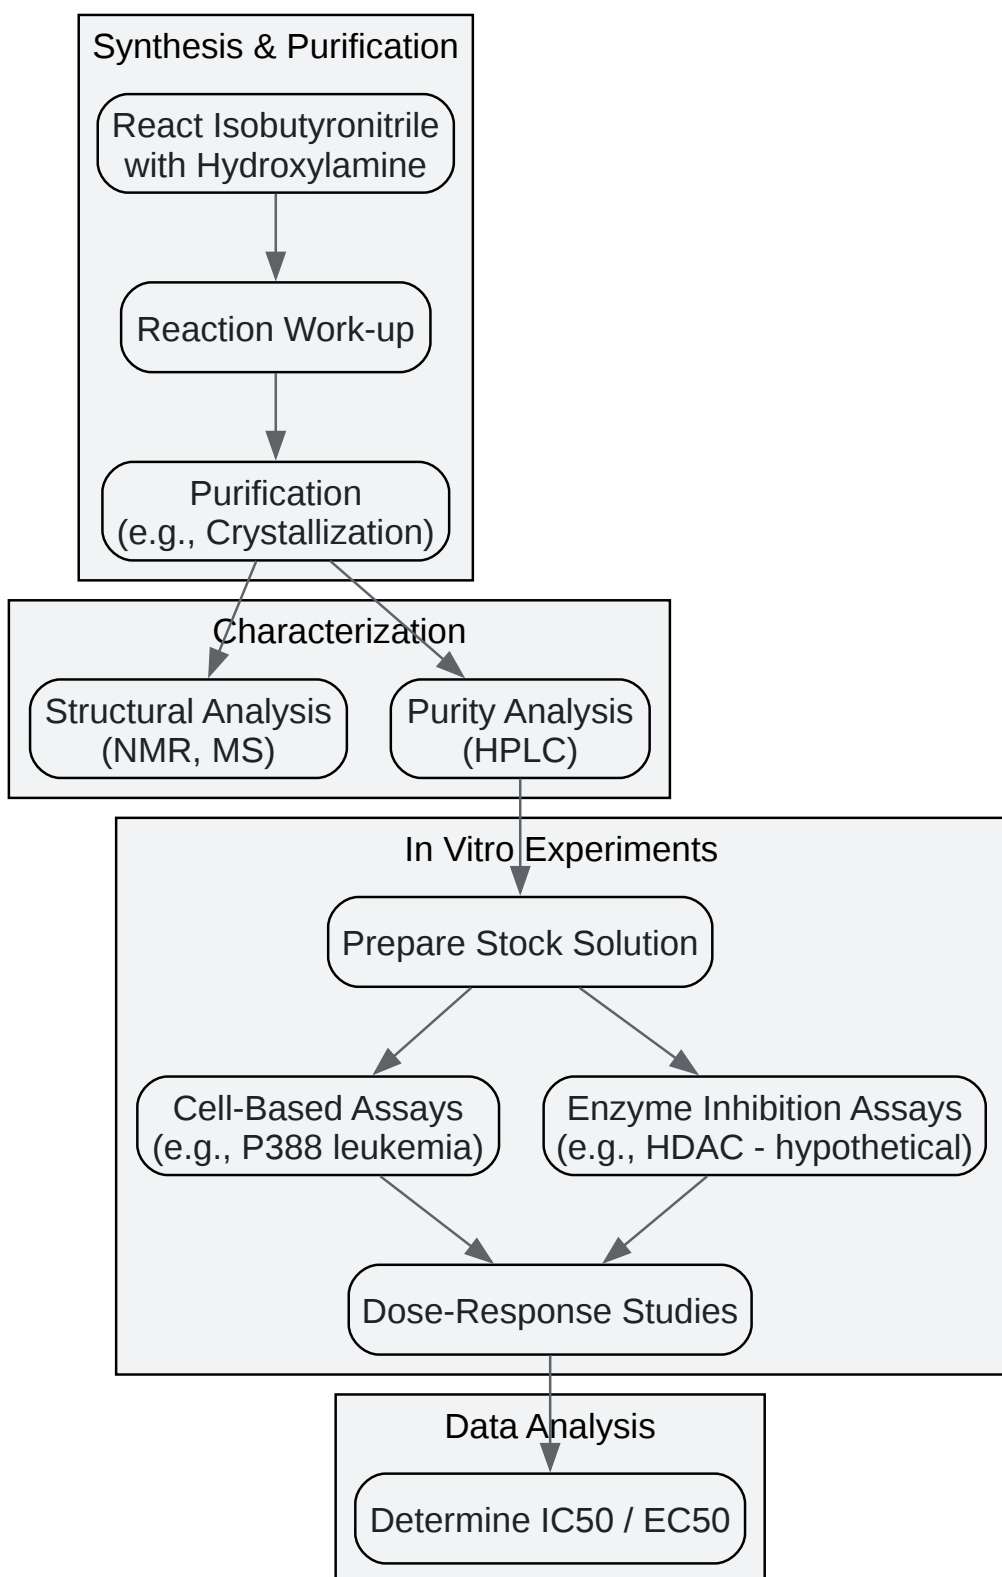 Synthesis & Purification
React Isobutyronitrile
with Hydroxylamine
Reaction Work-up
Purification
(e.g., Crystallization)
Characterization
Structural Analysis
(NMR, MS)
Purity Analysis
(HPLC)
In Vitro Experiments
Prepare Stock Solution
Cell-Based Assays
(e.g., P388 leukemia)
Enzyme Inhibition Assays
(e.g., HDAC - hypothetical)
Dose-Response Studies
Data Analysis
Determine IC50 / EC50